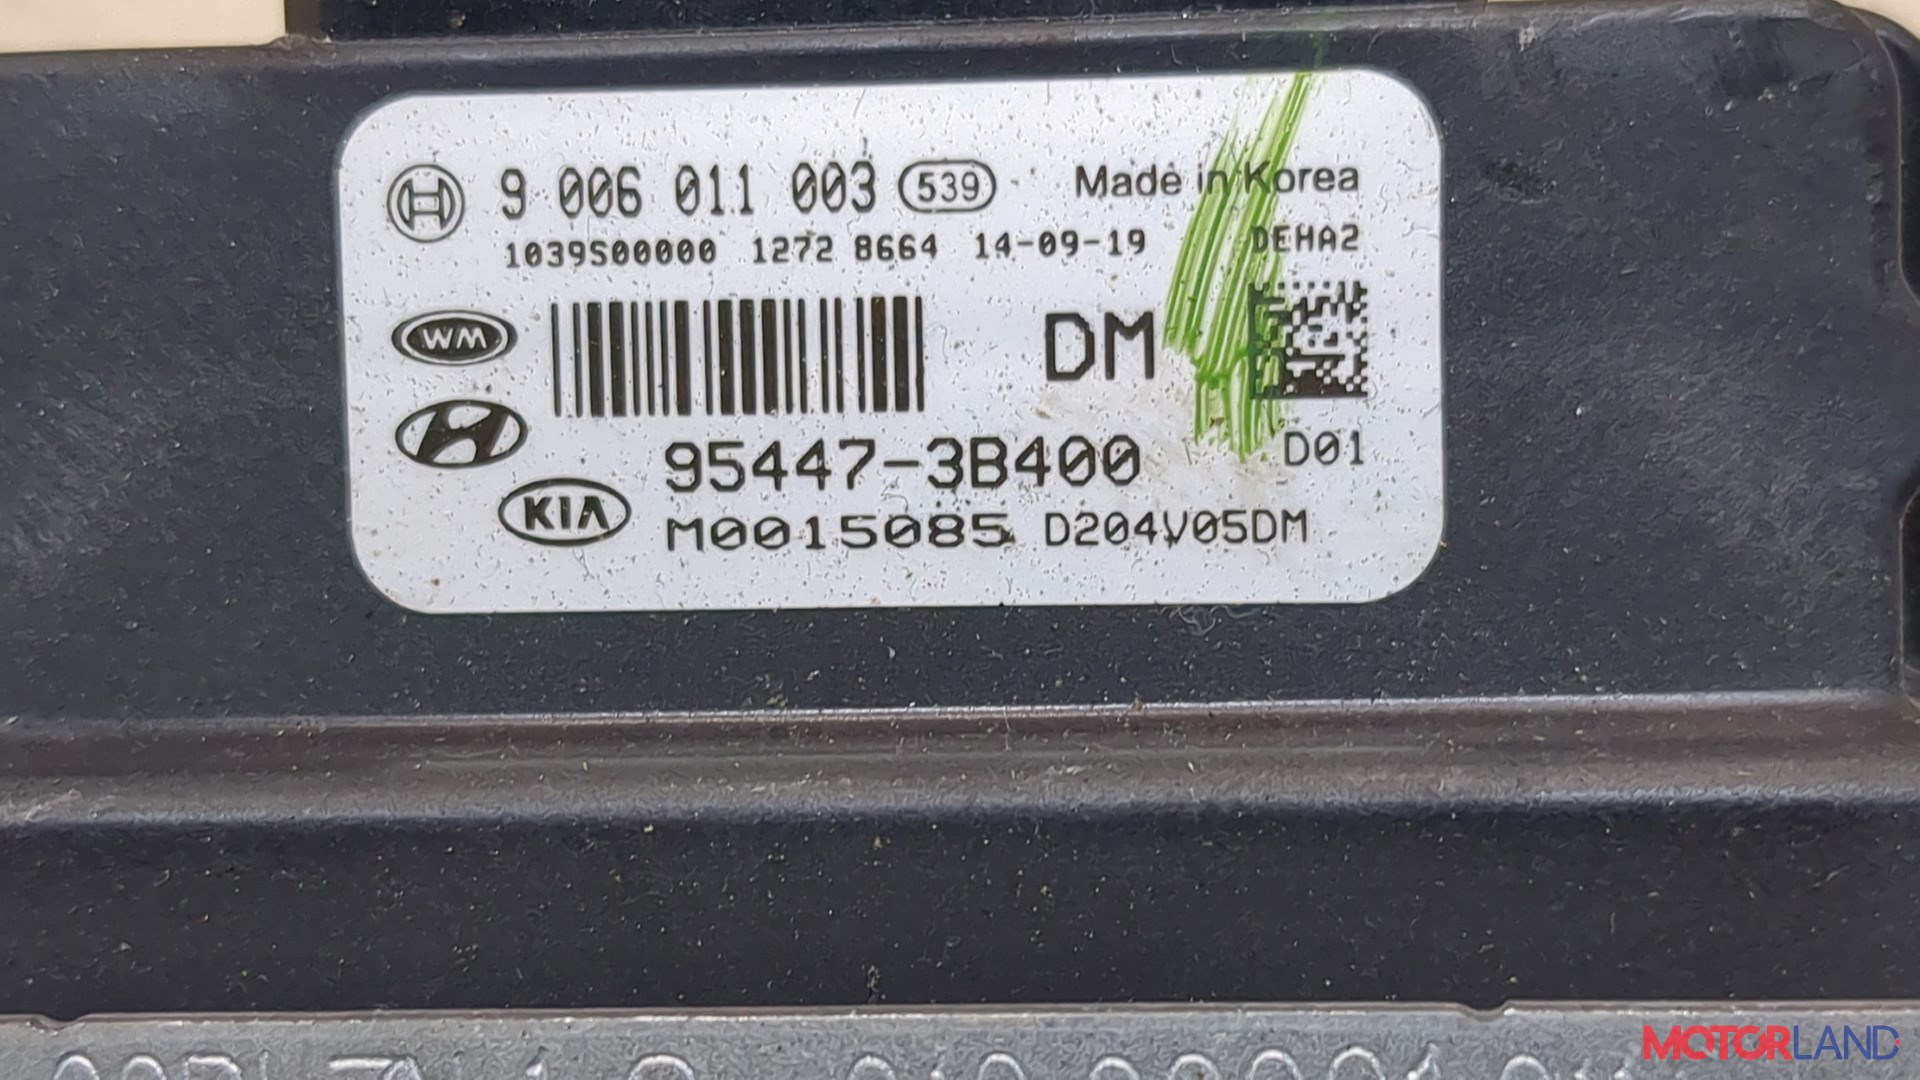 9 006 011 003 539 Made in Korea
1039S00000 1272 8664 14-09-19 DEHA2
WM
DM
95447-3B400 D01
KIA M0015085 D204V05DM
MOTORLAND